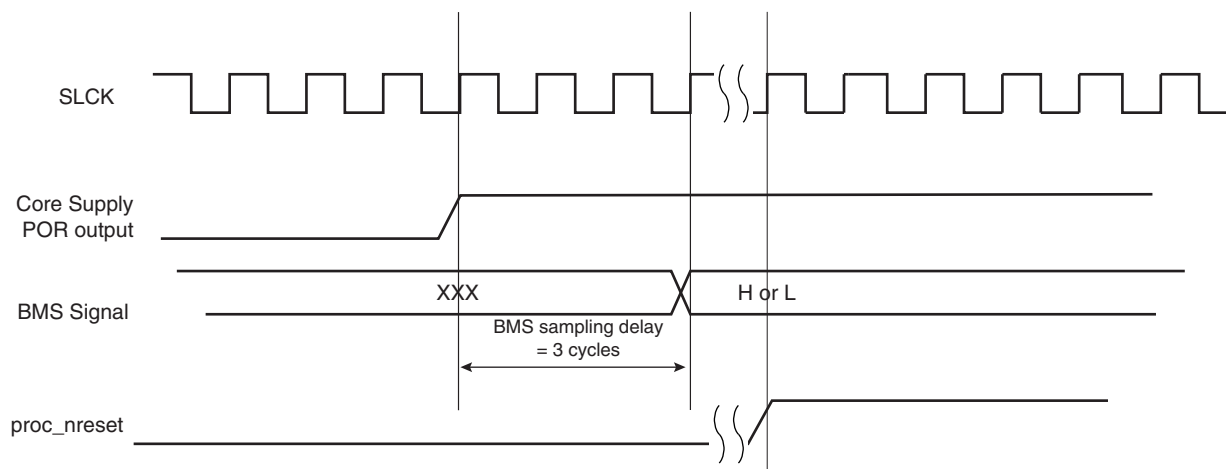 SLCK
Core Supply
POR output
BMS Signal
XXX
H or L
BMS sampling delay
= 3 cycles
proc_nreset